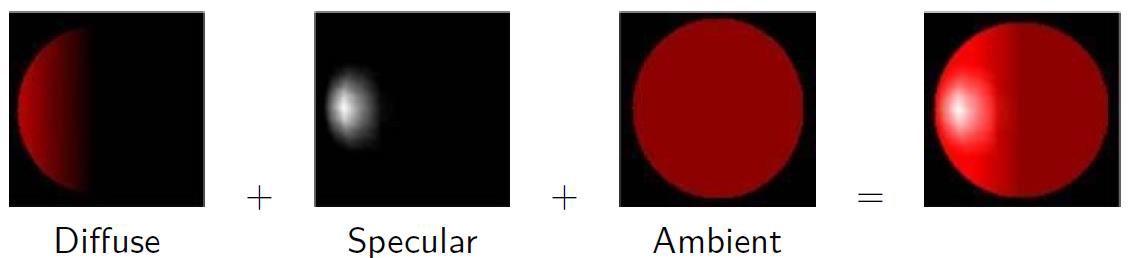 + + =
Diffuse Specular Ambient